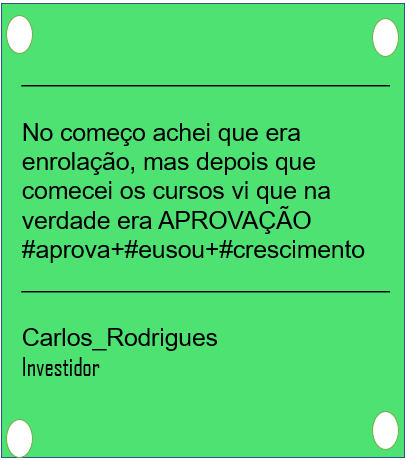 No começo achei que era
enrolação, mas depois que
comecei os cursos vi que na
verdade era APROVAÇÃO
#aprova+#eusou+#crescimento
Carlos_Rodrigues
Investidor